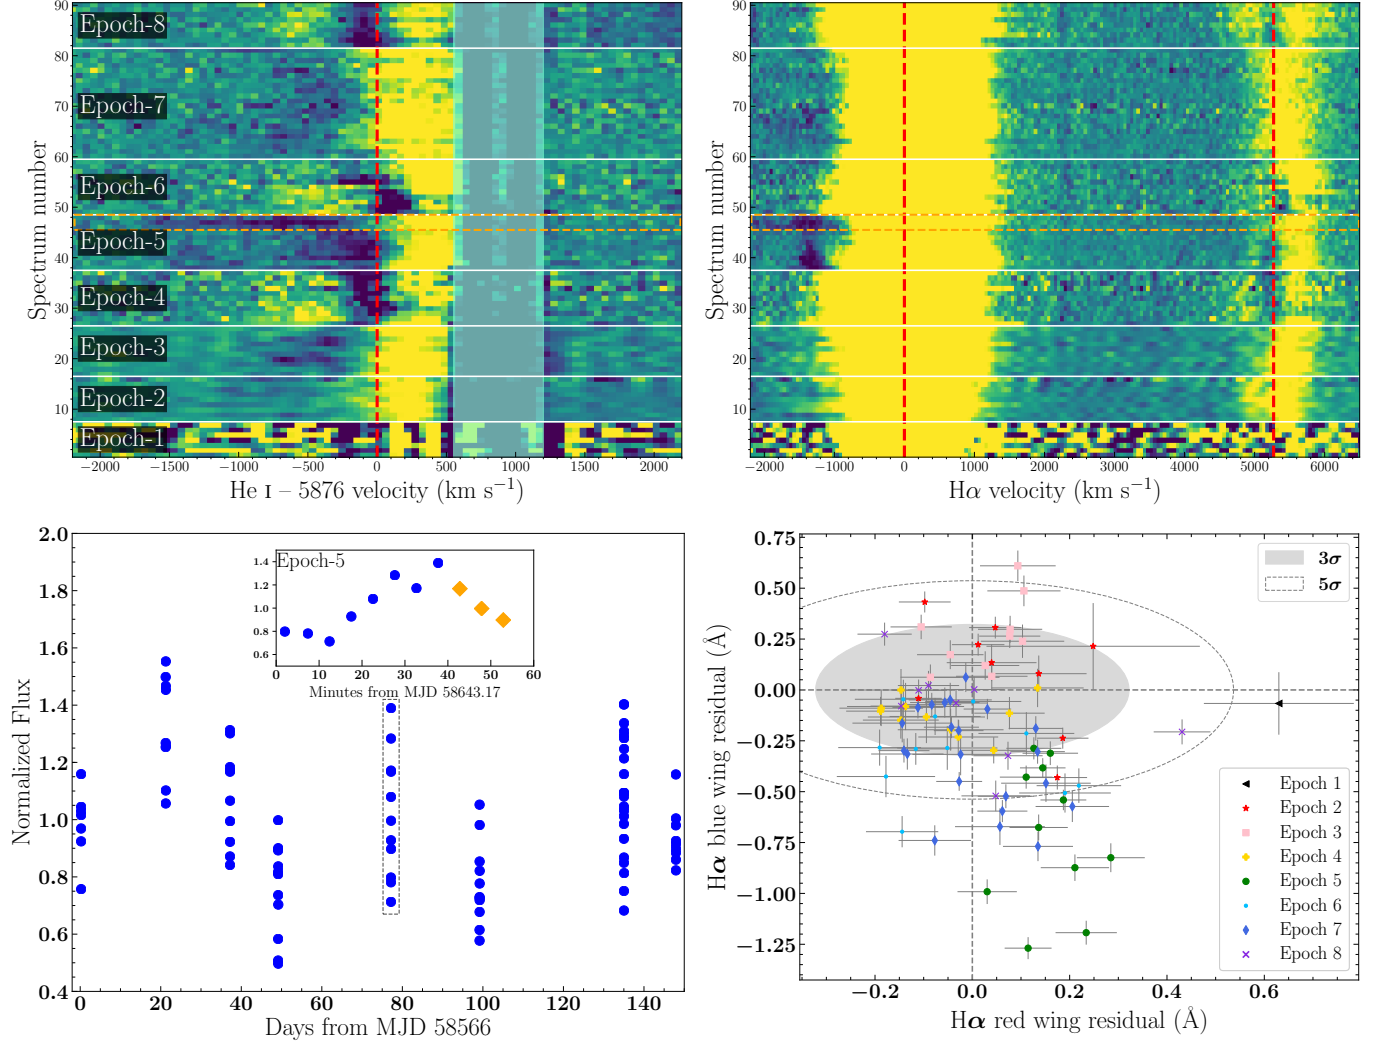 90
80
70
60
50
40
30
20
10
Spectrum number
Epoch-8
Epoch-7
Epoch-6
Epoch-5
Epoch-4
Epoch-3
Epoch-2
Epoch-1
−2000 −1500 −1000 −500 0 500 1000 1500 2000
He I – 5876 velocity (km s⁻¹)
90
80
70
60
50
40
30
20
10
Spectrum number
−2000 −1000 0 1000 2000 3000 4000 5000 6000
Hα velocity (km s⁻¹)
2.0
1.8
1.6
1.4
1.2
1.0
0.8
0.6
0.4
Normalized Flux
0 20 40 60 80 100 120 140
Days from MJD 58566
Epoch-5
1.4
1.2
1.0
0.8
0.6
0 10 20 30 40 50 60
Minutes from MJD 58643.17
0.75
0.50
0.25
0.00
−0.25
−0.50
−0.75
−1.00
−1.25
Hα blue wing residual (Å)
−0.2 0.0 0.2 0.4 0.6
Hα red wing residual (Å)
3σ
5σ
Epoch 1
Epoch 2
Epoch 3
Epoch 4
Epoch 5
Epoch 6
Epoch 7
Epoch 8